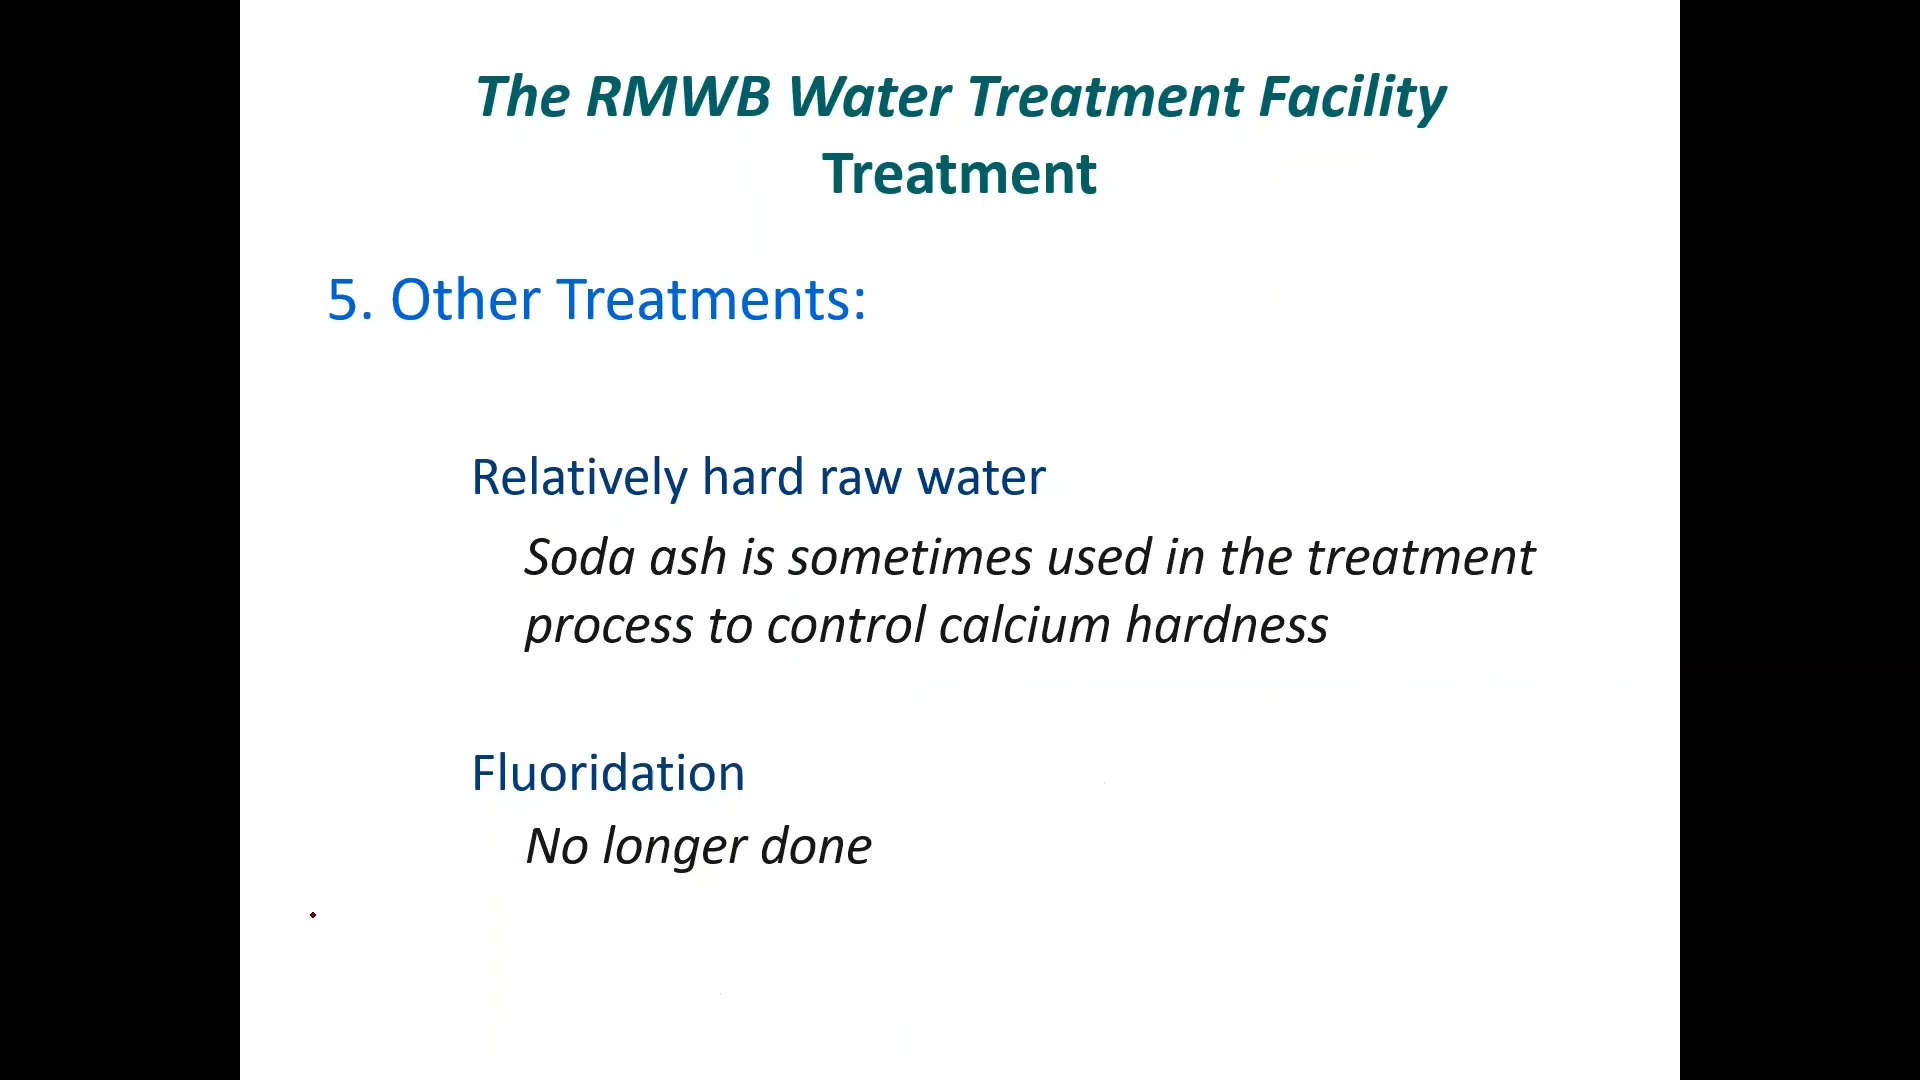 The RMWB Water Treatment Facility
Treatment
5. Other Treatments:
Relatively hard raw water
Soda ash is sometimes used in the treatment
process to control calcium hardness
Fluoridation
No longer done